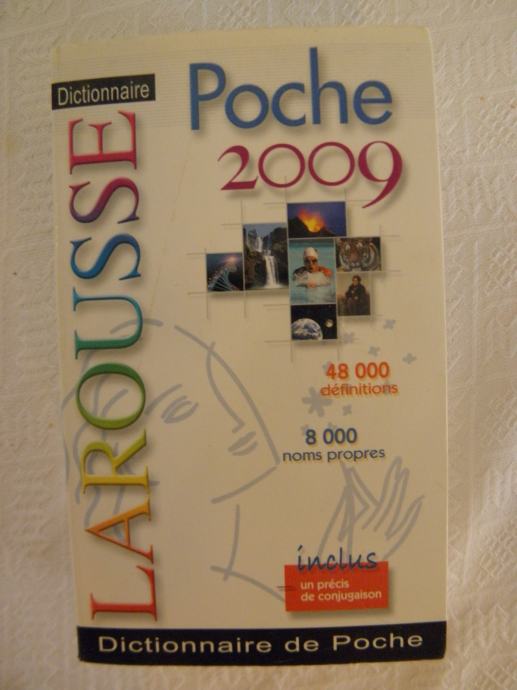 Dictionnaire
LAROUSSE
Poche
2009
48 000
définitions
8 000
noms propres
inclus
un précis
de conjugaison
Dictionnaire de Poche